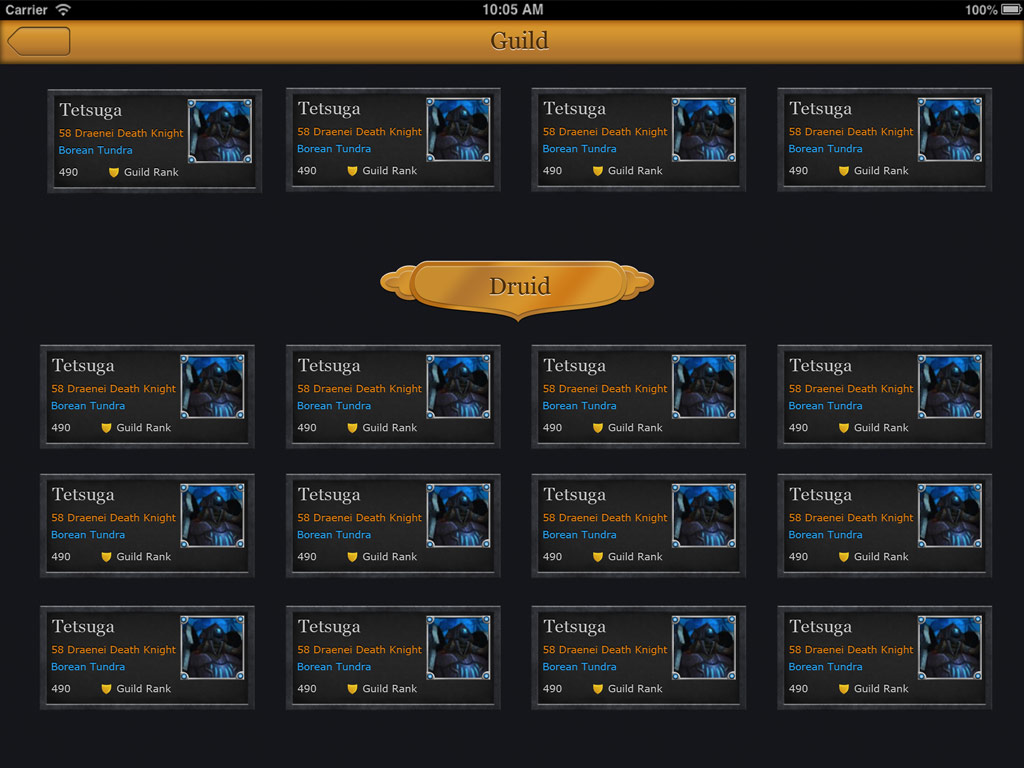 Carrier 10:05 AM 100%
Guild
Tetsuga Tetsuga Tetsuga Tetsuga
58 Draenei Death Knight 58 Draenei Death Knight 58 Draenei Death Knight 58 Draenei Death Knight
Borean Tundra Borean Tundra Borean Tundra Borean Tundra
490 Guild Rank 490 Guild Rank 490 Guild Rank 490 Guild Rank
Druid
Tetsuga Tetsuga Tetsuga Tetsuga
58 Draenei Death Knight 58 Draenei Death Knight 58 Draenei Death Knight 58 Draenei Death Knight
Borean Tundra Borean Tundra Borean Tundra Borean Tundra
490 Guild Rank 490 Guild Rank 490 Guild Rank 490 Guild Rank
Tetsuga Tetsuga Tetsuga Tetsuga
58 Draenei Death Knight 58 Draenei Death Knight 58 Draenei Death Knight 58 Draenei Death Knight
Borean Tundra Borean Tundra Borean Tundra Borean Tundra
490 Guild Rank 490 Guild Rank 490 Guild Rank 490 Guild Rank
Tetsuga Tetsuga Tetsuga Tetsuga
58 Draenei Death Knight 58 Draenei Death Knight 58 Draenei Death Knight 58 Draenei Death Knight
Borean Tundra Borean Tundra Borean Tundra Borean Tundra
490 Guild Rank 490 Guild Rank 490 Guild Rank 490 Guild Rank